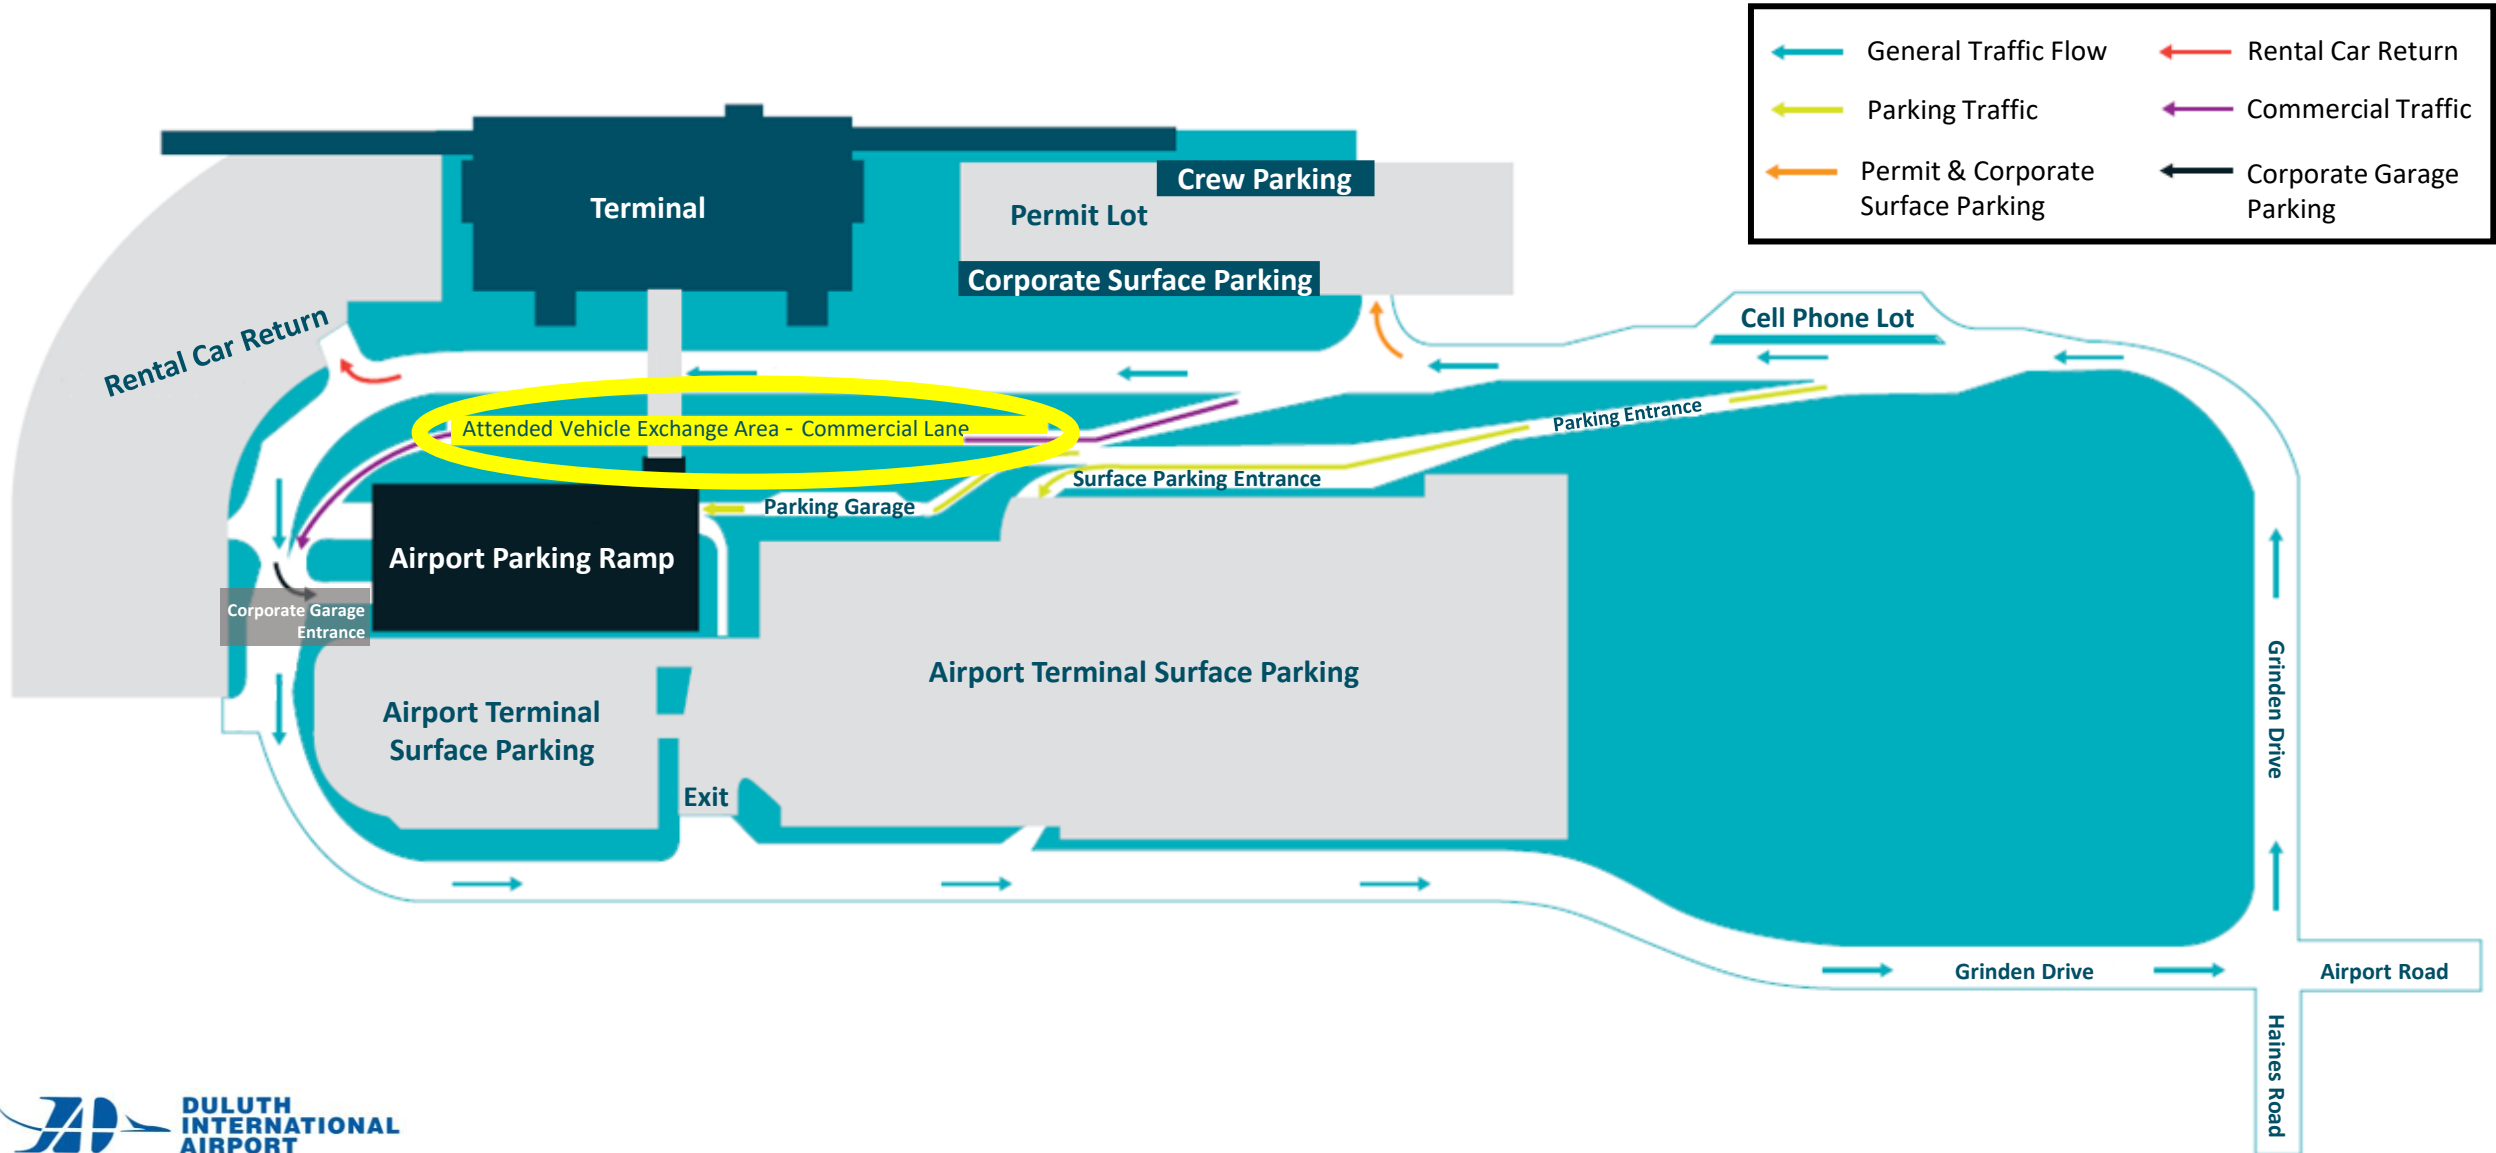 General Traffic Flow
Rental Car Return
Parking Traffic
Commercial Traffic
Permit & Corporate
Surface Parking
Corporate Garage
Parking
Crew Parking
Terminal
Permit Lot
Corporate Surface Parking
Cell Phone Lot
Rental Car Return
Attended Vehicle Exchange Area - Commercial Lane
Parking Entrance
Surface Parking Entrance
Parking Garage
Airport Parking Ramp
Corporate Garage
Entrance
Airport Terminal Surface Parking
Airport Terminal
Surface Parking
Exit
Grinden Drive
Grinden Drive
Airport Road
Haines Road
DULUTH
INTERNATIONAL
AIRPORT